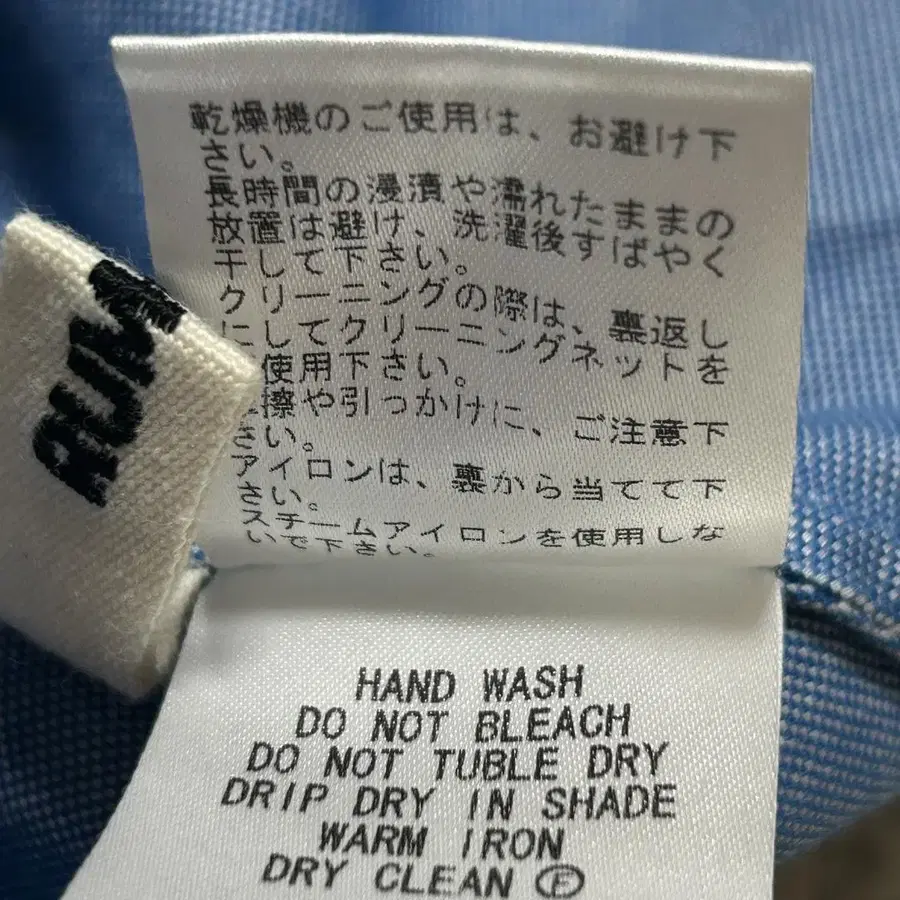 乾燥機のご使用は、お避け下
さい。
長時間の浸漬や濡れたままの
放置は避け、洗濯後すばやく
干して下さい。
クリーニングの際は、裏返し
にしてクリーニングネットを
使用下さい。
擦や引っかけに、ご注意下
さい。
アイロンは、裏から当てて下
さい。
スチームアイロンを使用しな
いで下さい。
HAND WASH
DO NOT BLEACH
DO NOT TUBLE DRY
DRIP DRY IN SHADE
WARM IRON
DRY CLEAN Ⓕ